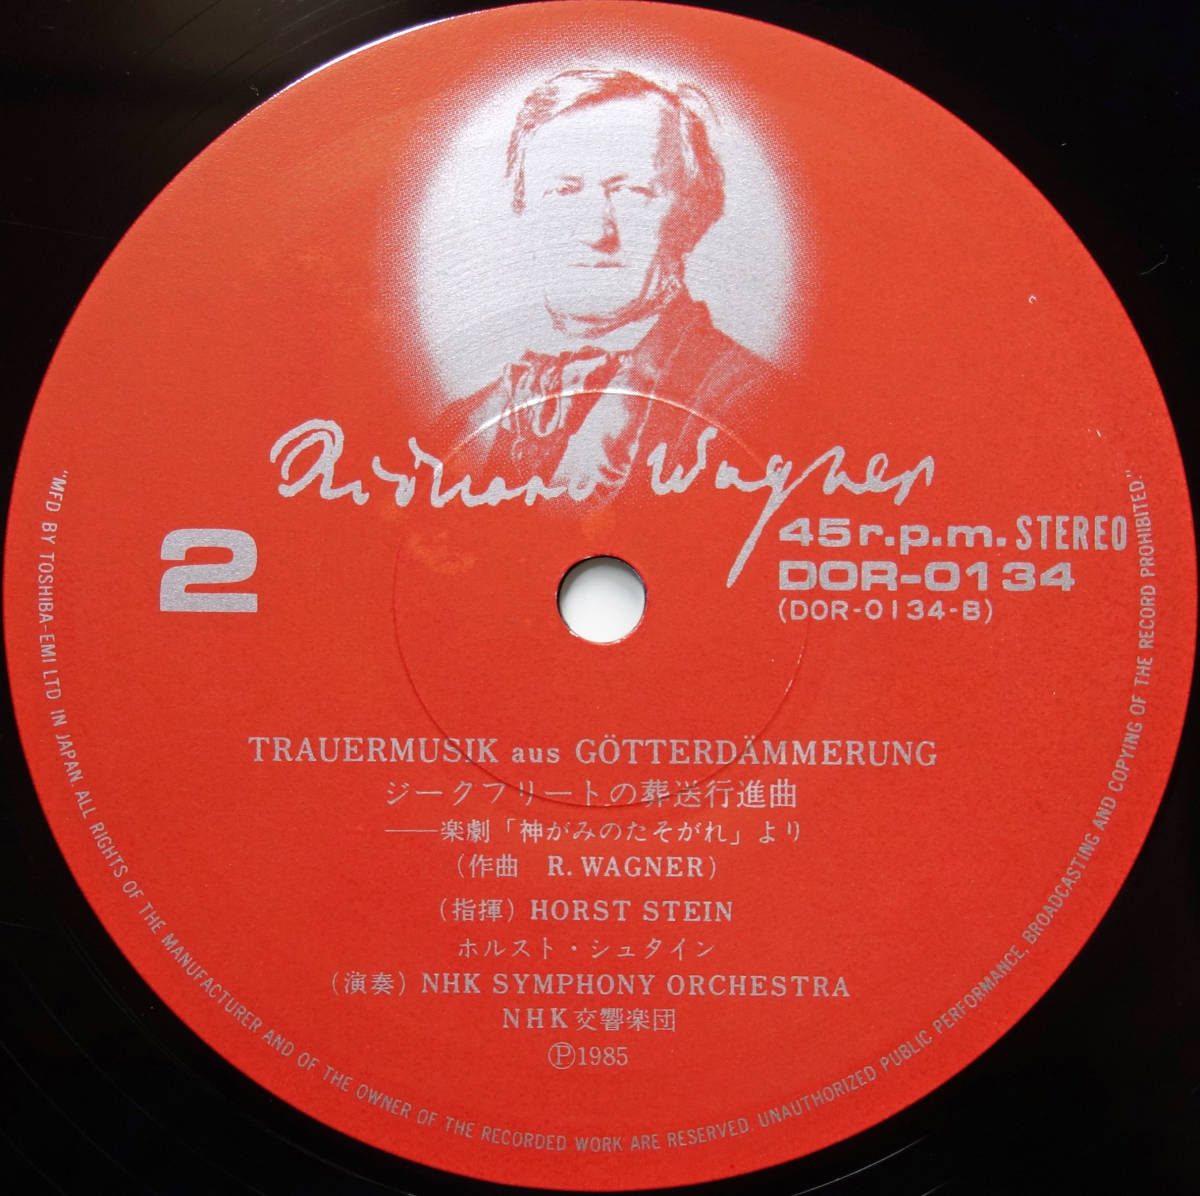 Richard Wagner
2
45r.p.m. STEREO
DOR-0134
(DOR-0134-B)
TRAUERMUSIK aus GÖTTERDÄMMERUNG
ジークフリートの葬送行進曲
——楽劇「神がみのたそがれ」より
(作曲 R. WAGNER)
(指揮) HORST STEIN
ホルスト・シュタイン
(演奏) NHK SYMPHONY ORCHESTRA
NHK交響楽団
Ⓟ1985
"MFD BY TOSHIBA-EMI LTD IN JAPAN. ALL RIGHTS OF THE MANUFACTURER AND OF THE OWNER OF THE RECORDED WORK ARE RESERVED. UNAUTHORIZED PUBLIC PERFORMANCE, BROADCASTING AND COPYING OF THE RECORD PROHIBITED."